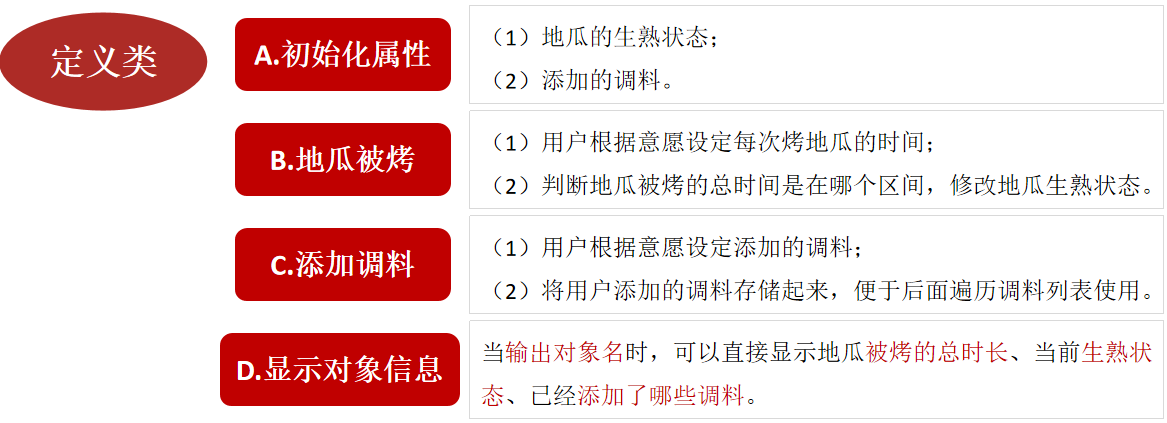 定义类
A.初始化属性
（1）地瓜的生熟状态；
（2）添加的调料。
B.地瓜被烤
（1）用户根据意愿设定每次烤地瓜的时间；
（2）判断地瓜被烤的总时间是在哪个区间，修改地瓜生熟状态。
C.添加调料
（1）用户根据意愿设定添加的调料；
（2）将用户添加的调料存储起来，便于后面遍历调料列表使用。
D.显示对象信息
当输出对象名时，可以直接显示地瓜被烤的总时长、当前生熟状
态、已经添加了哪些调料。